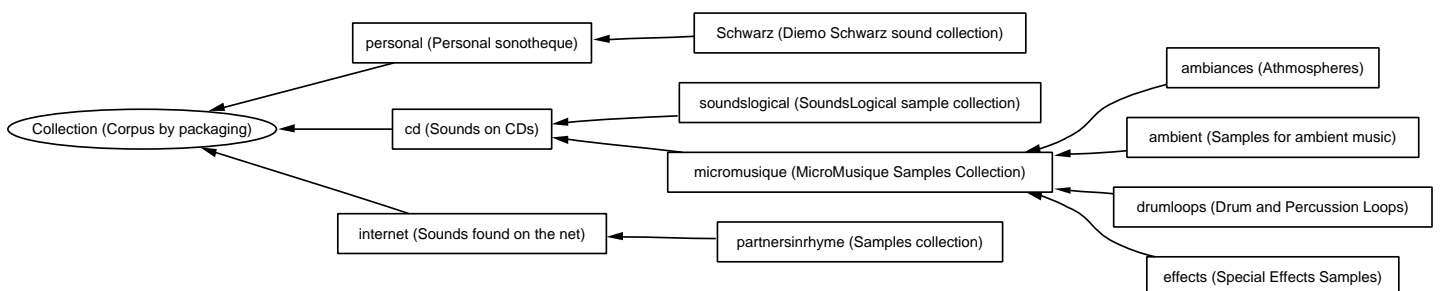 Collection (Corpus by packaging)
personal (Personal sonotheque)
Schwarz (Diemo Schwarz sound collection)
cd (Sounds on CDs)
soundslogical (SoundsLogical sample collection)
micromusique (MicroMusique Samples Collection)
ambiances (Athmospheres)
ambient (Samples for ambient music)
drumloops (Drum and Percussion Loops)
effects (Special Effects Samples)
internet (Sounds found on the net)
partnersinrhyme (Samples collection)